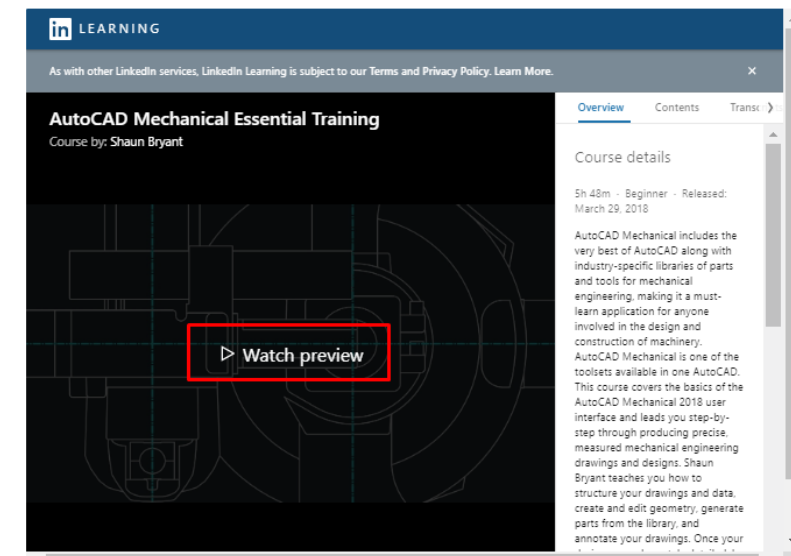 in LEARNING
As with other LinkedIn services, LinkedIn Learning is subject to our Terms and Privacy Policy. Learn More.
AutoCAD Mechanical Essential Training
Course by: Shaun Bryant
Watch preview
Overview Contents
Course details
5h 48m - Beginner - Released:
March 29, 2018
AutoCAD Mechanical includes the
very best of AutoCAD along with
industry-specific libraries of parts
and tools for mechanical
engineering, making it a must-
learn application for anyone
involved in the design and
construction of machinery.
AutoCAD Mechanical is one of the
toolsets available in one AutoCAD.
This course covers the basics of the
AutoCAD Mechanical 2018 user
interface and leads you step-by-
step through producing precise,
measured mechanical engineering
drawings and designs. Shaun
Bryant teaches you how to
structure your drawings and data,
create and edit geometry, generate
parts from the library, and
annotate your drawings. Once your